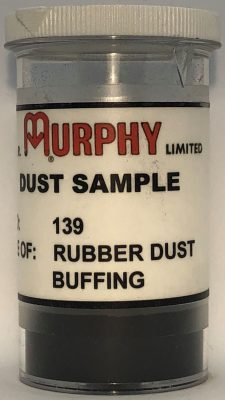 R. MURPHY LIMITED
DUST SAMPLE
: 139
E OF: RUBBER DUST
BUFFING